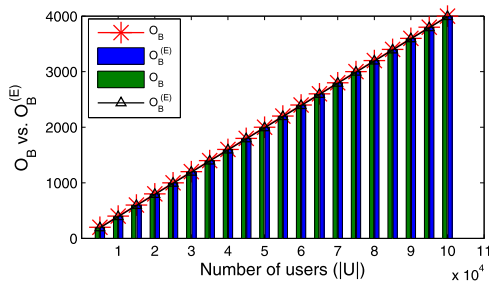 4000
3000
2000
1000
0
O_B vs. O_B^(E)
O_B
O_B^(E)
O_B
O_B^(E)
1 2 3 4 5 6 7 8 9 10 11
x 10^4
Number of users (|U|)